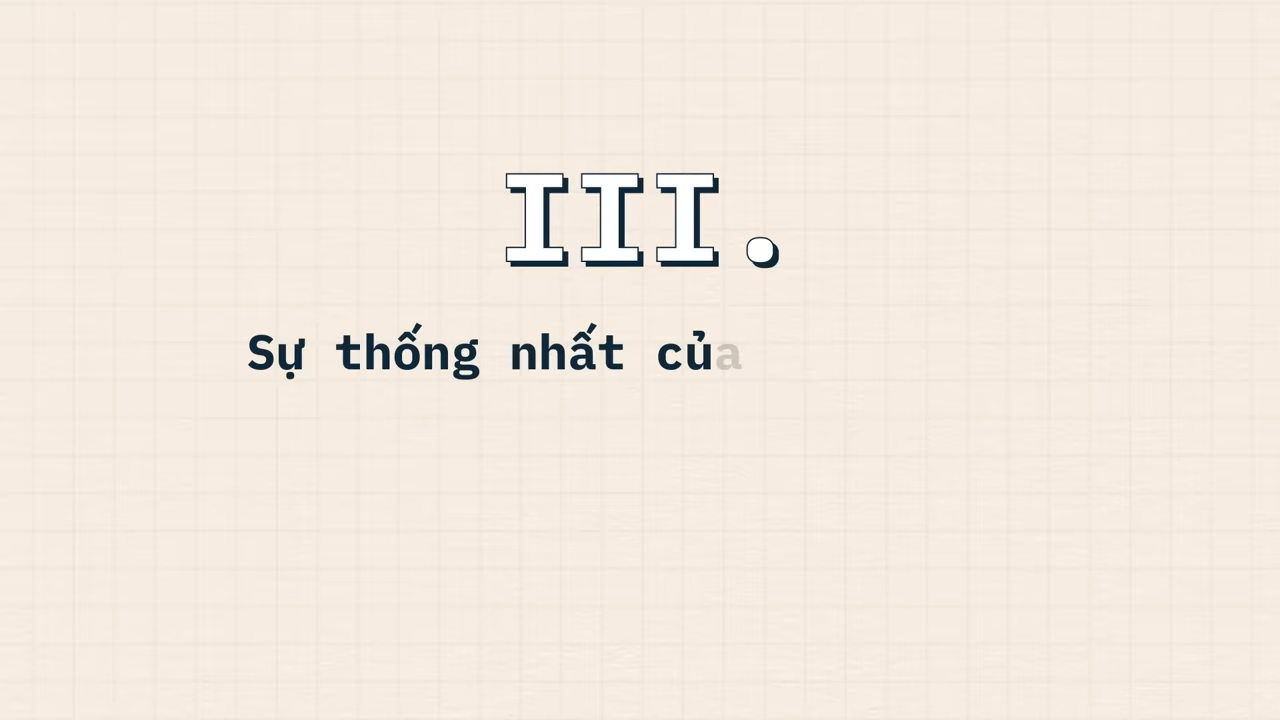 III.
Sự thống nhất của